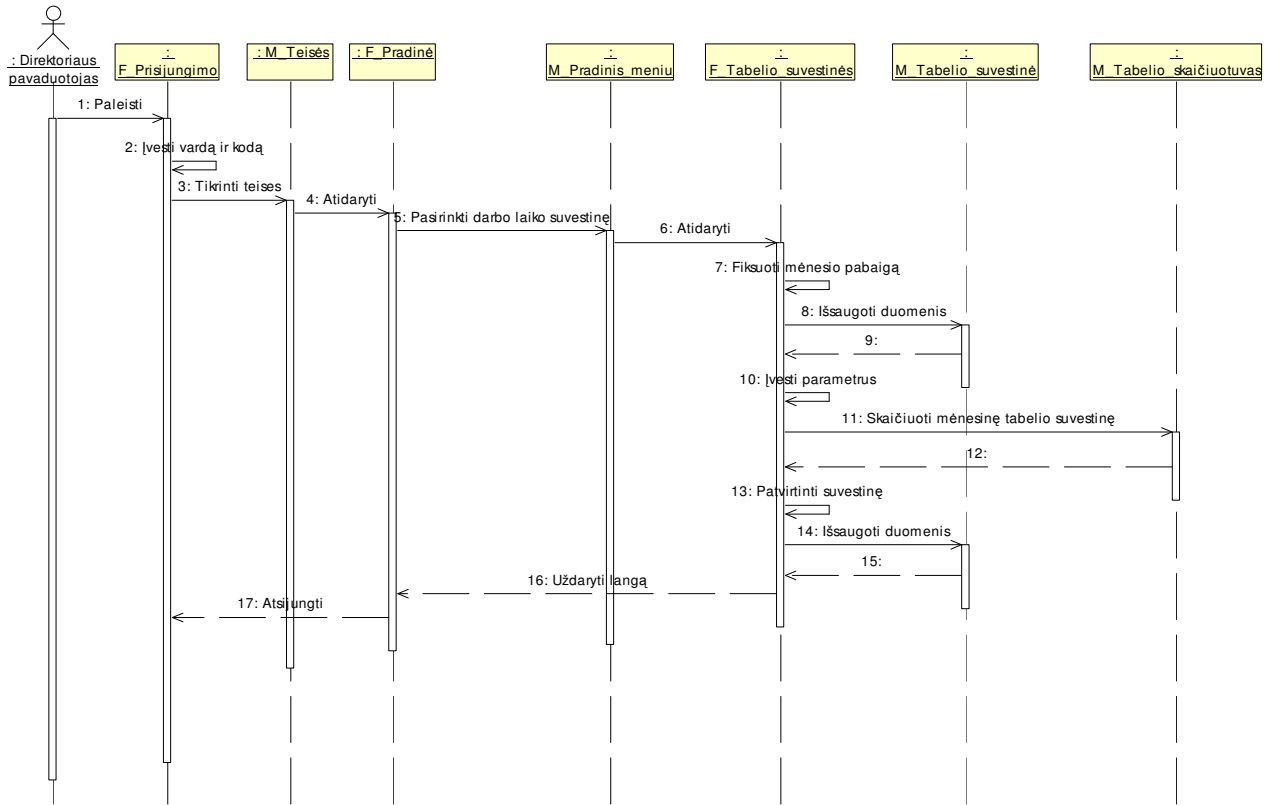 : Direktoriaus
pavaduotojas
:
F_Prisijungimo
: M_Teisės
: F_Pradinė
:
M_Pradinis_meniu
:
F_Tabelio_suvestinės
:
M_Tabelio_suvestinė
:
M_Tabelio_skaičiuotuvas
1: Paleisti
2: Įvesti vardą ir kodą
3: Tikrinti teises
4: Atidaryti
5: Pasirinkti darbo laiko suvestinę
6: Atidaryti
7: Fiksuoti mėnesio pabaigą
8: Išsaugoti duomenis
9:
10: Įvesti parametrus
11: Skaičiuoti mėnesinę tabelio suvestinę
12:
13: Patvirtinti suvestinę
14: Išsaugoti duomenis
15:
16: Uždaryti langą
17: Atsijungti